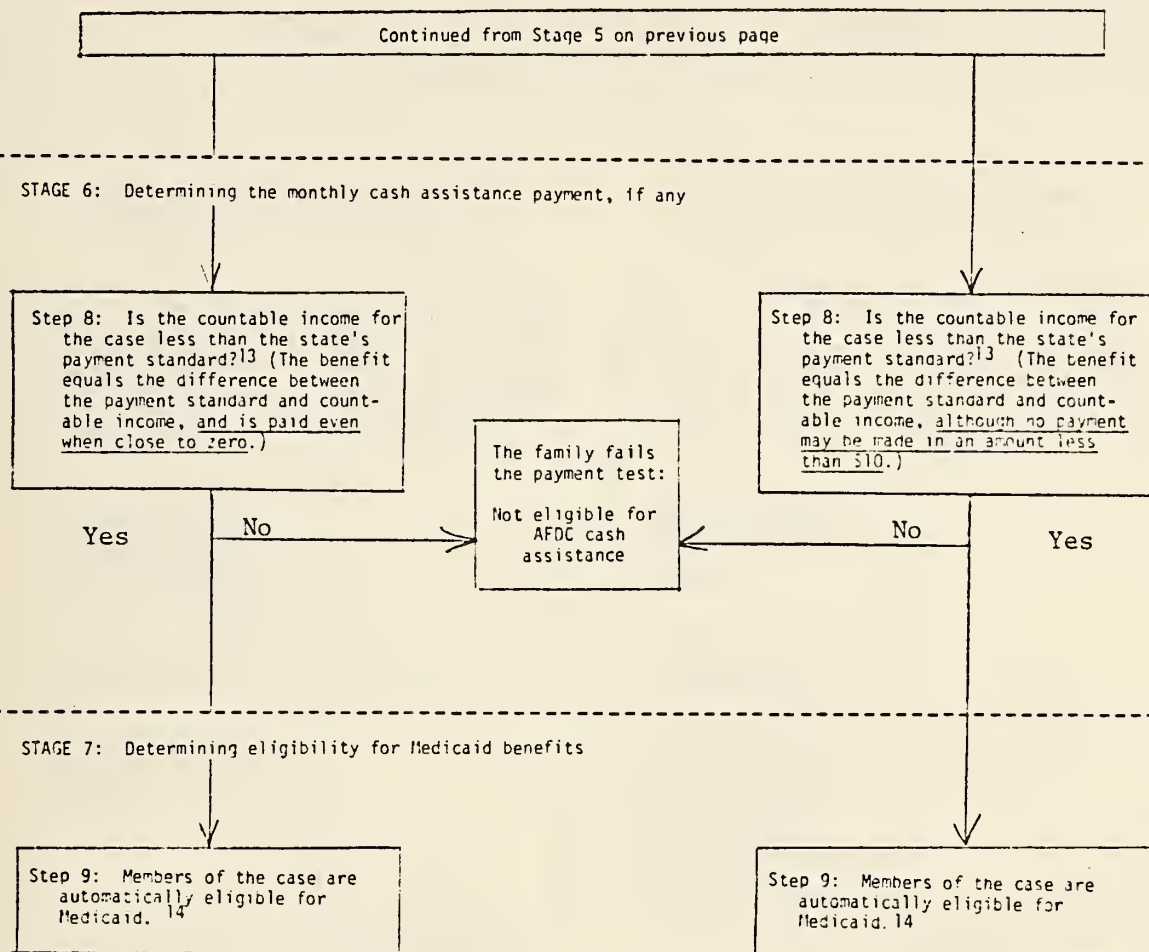 Continued from Stage 5 on previous page
STAGE 6: Determining the monthly cash assistance payment, if any
Step 8: Is the countable income for
the case less than the state's
payment standard?13 (The benefit
equals the difference between
the payment standard and count-
able income, and is paid even
when close to zero.)
Yes
No
The family fails
the payment test:
Not eligible for
AFDC cash
assistance
Step 8: Is the countable income for
the case less than the state's
payment standard?13 (The benefit
equals the difference between
the payment standard and count-
able income, although no payment
may be made in an amount less
than $10.)
No
Yes
STAGE 7: Determining eligibility for Medicaid benefits
Step 9: Members of the case are
automatically eligible for
Medicaid. 14
Step 9: Members of the case are
automatically eligible for
Medicaid. 14